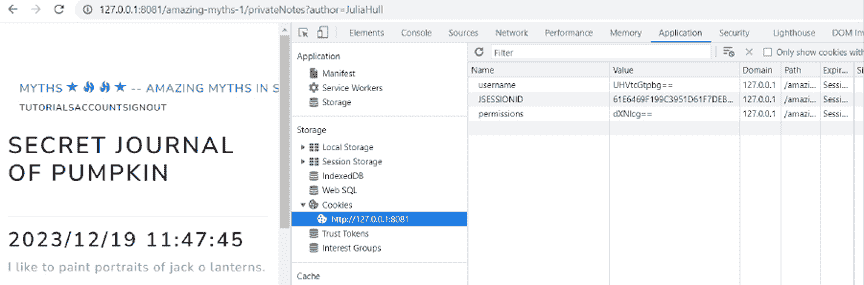 127.0.0.1:8081/amazing-myths-1/privateNotes?author=JuliaHull
MYTHS ★ ★ -- AMAZING MYTHS IN S
TUTORIALSACCOUNTSIGNOUT
SECRET JOURNAL
OF PUMPKIN
2023/12/19 11:47:45
I like to paint portraits of jack o lanterns.
Elements Console Sources Network Performance Memory Application Security Lighthouse DOM Inv
Application
Manifest
Service Workers
Storage
Storage
Local Storage
Session Storage
IndexedDB
Web SQL
Cookies
http://127.0.0.1:8081
Trust Tokens
Interest Groups
Cache
Filter Only show cookies with
Name Value Domain Path Expir... Si
username UHVtcGtpbg== 127.0.0.1 /amazi... Sessi...
JSESSIONID 61E6469F199C3951D61F7DEB... 127.0.0.1 /amazi... Sessi...
permissions dXNlcg== 127.0.0.1 /amazi... Sessi...